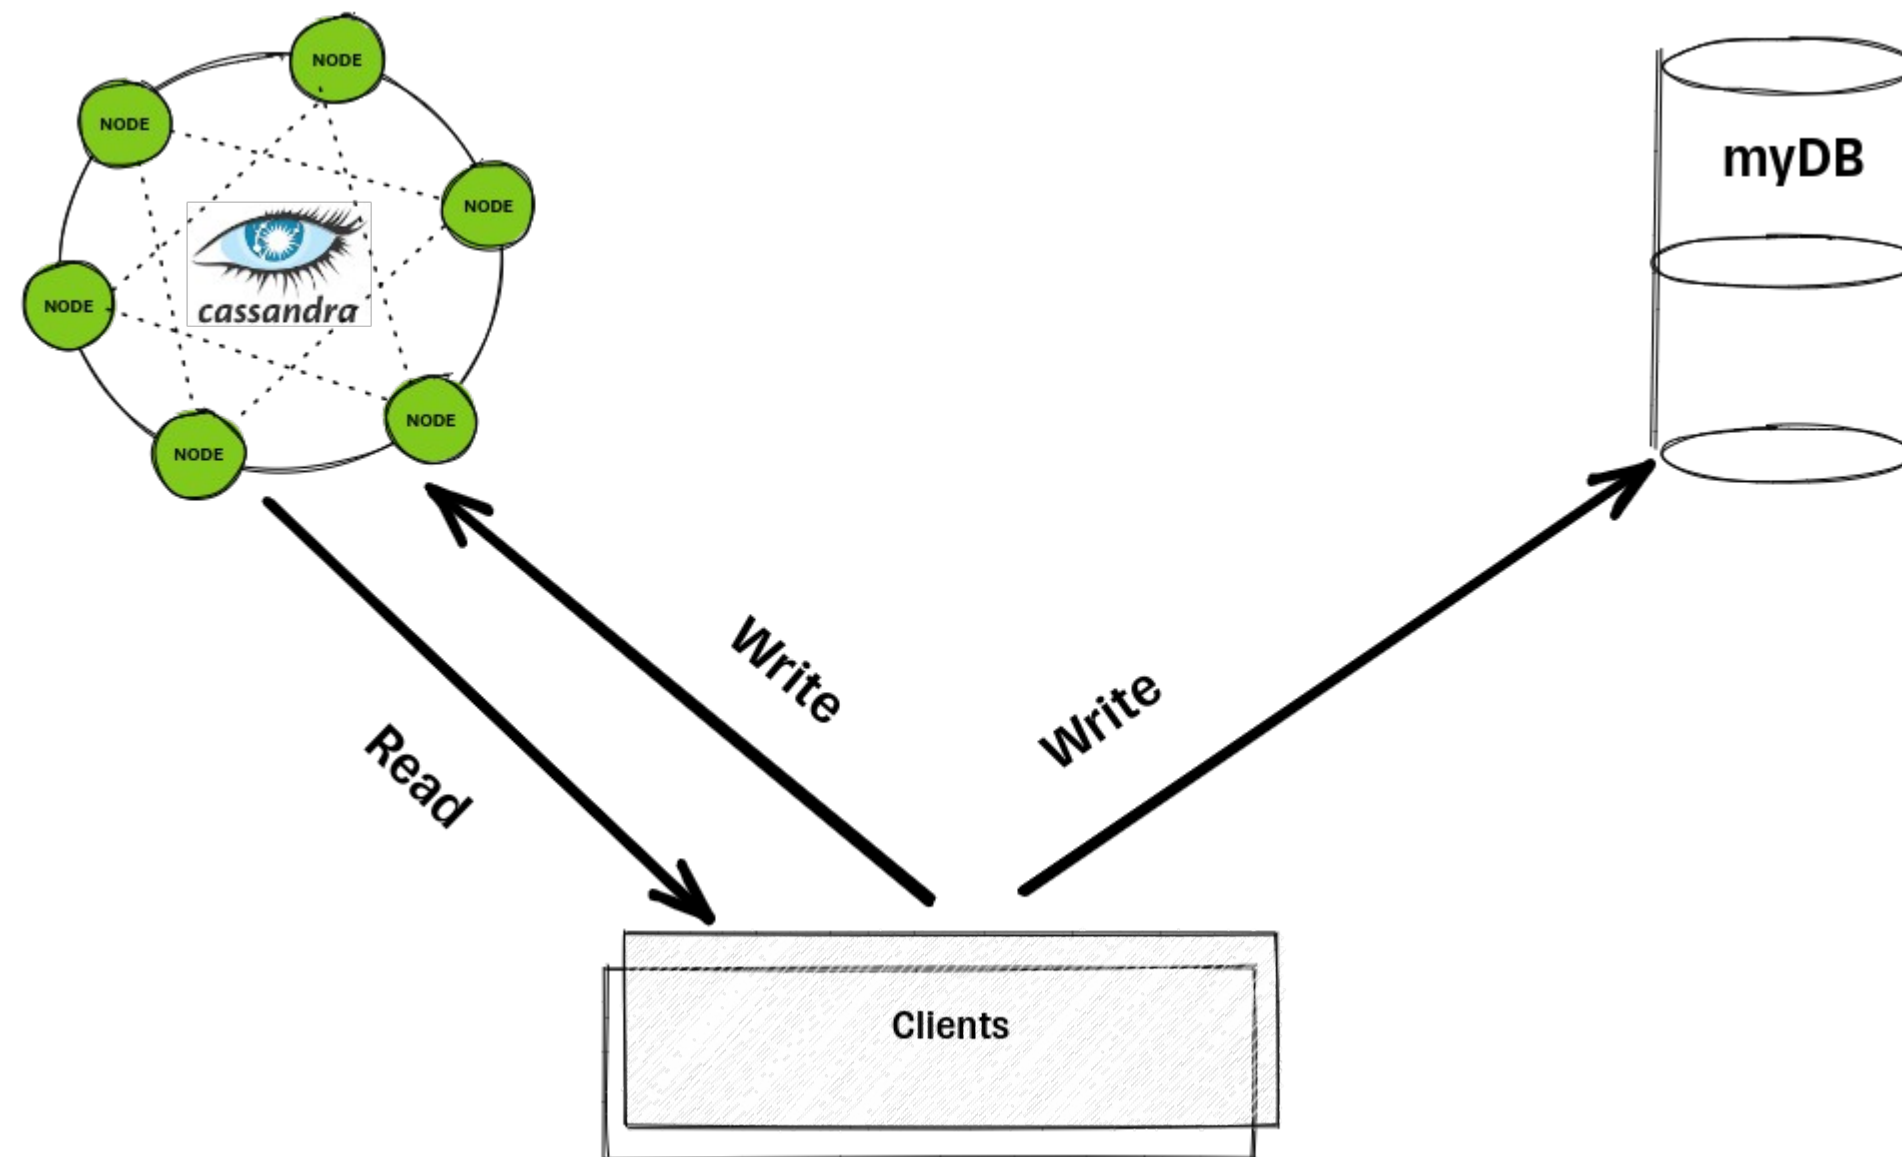 NODE
NODE
NODE
NODE
NODE
NODE
cassandra
myDB
Write
Write
Read
Clients